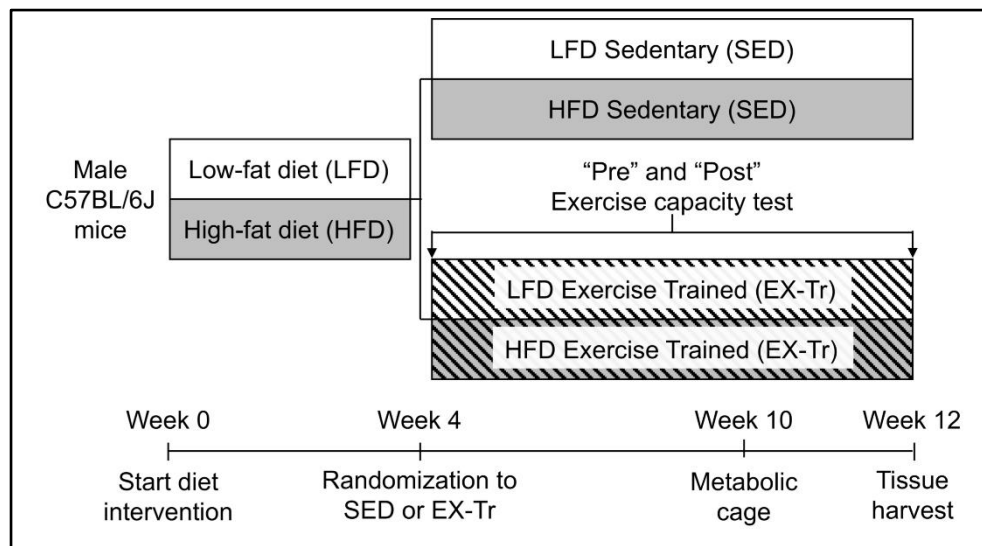 LFD Sedentary (SED)
HFD Sedentary (SED)
Male
C57BL/6J
mice
Low-fat diet (LFD)
High-fat diet (HFD)
“Pre” and “Post”
Exercise capacity test
LFD Exercise Trained (EX-Tr)
HFD Exercise Trained (EX-Tr)
Week 0
Week 4
Week 10
Week 12
Start diet
intervention
Randomization to
SED or EX-Tr
Metabolic
cage
Tissue
harvest